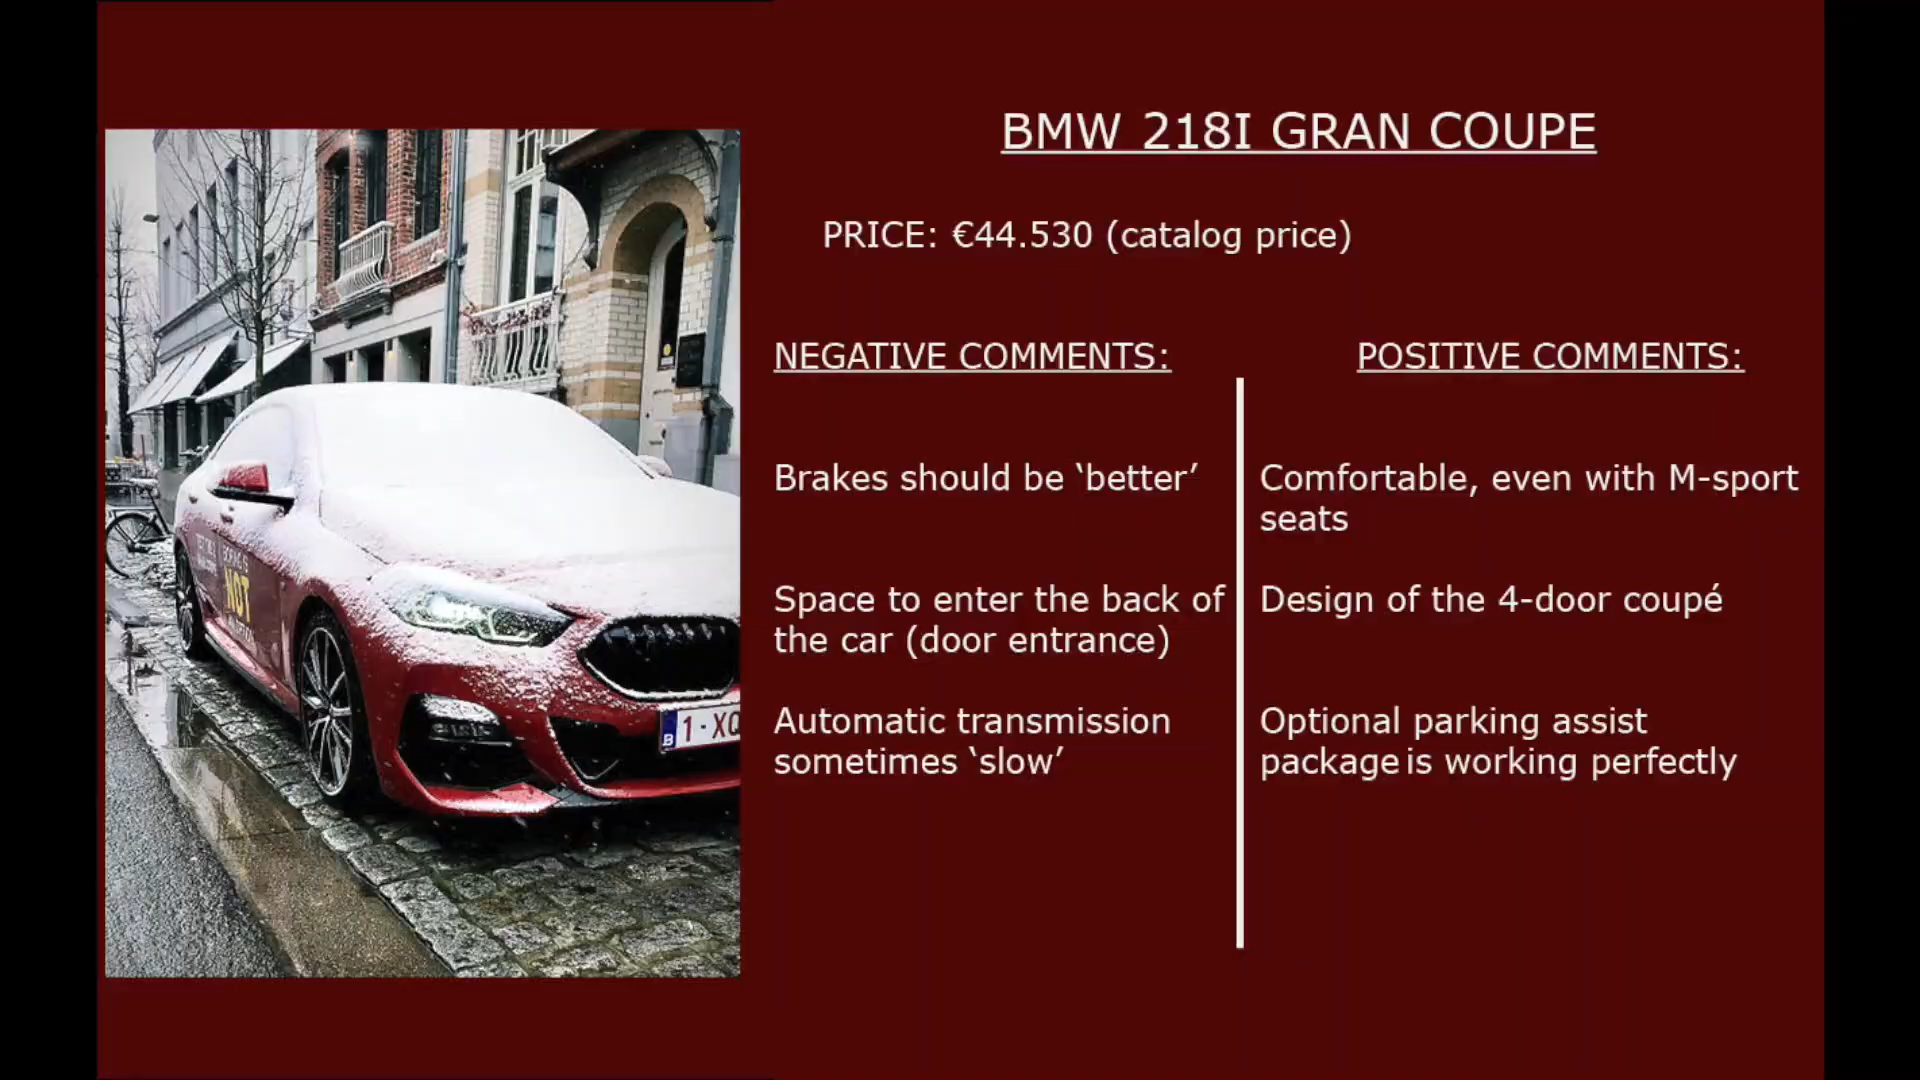 BMW 218I GRAN COUPE
PRICE: €44.530 (catalog price)
NEGATIVE COMMENTS:
Brakes should be ‘better’
Space to enter the back of
the car (door entrance)
Automatic transmission
sometimes ‘slow’
POSITIVE COMMENTS:
Comfortable, even with M-sport
seats
Design of the 4-door coupé
Optional parking assist
package is working perfectly
NOT
B
1-XQ